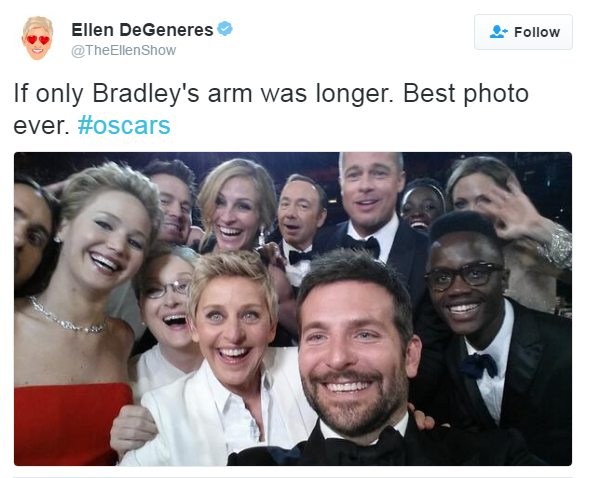 Ellen DeGeneres
@TheEllenShow
Follow
If only Bradley's arm was longer. Best photo
ever. #oscars